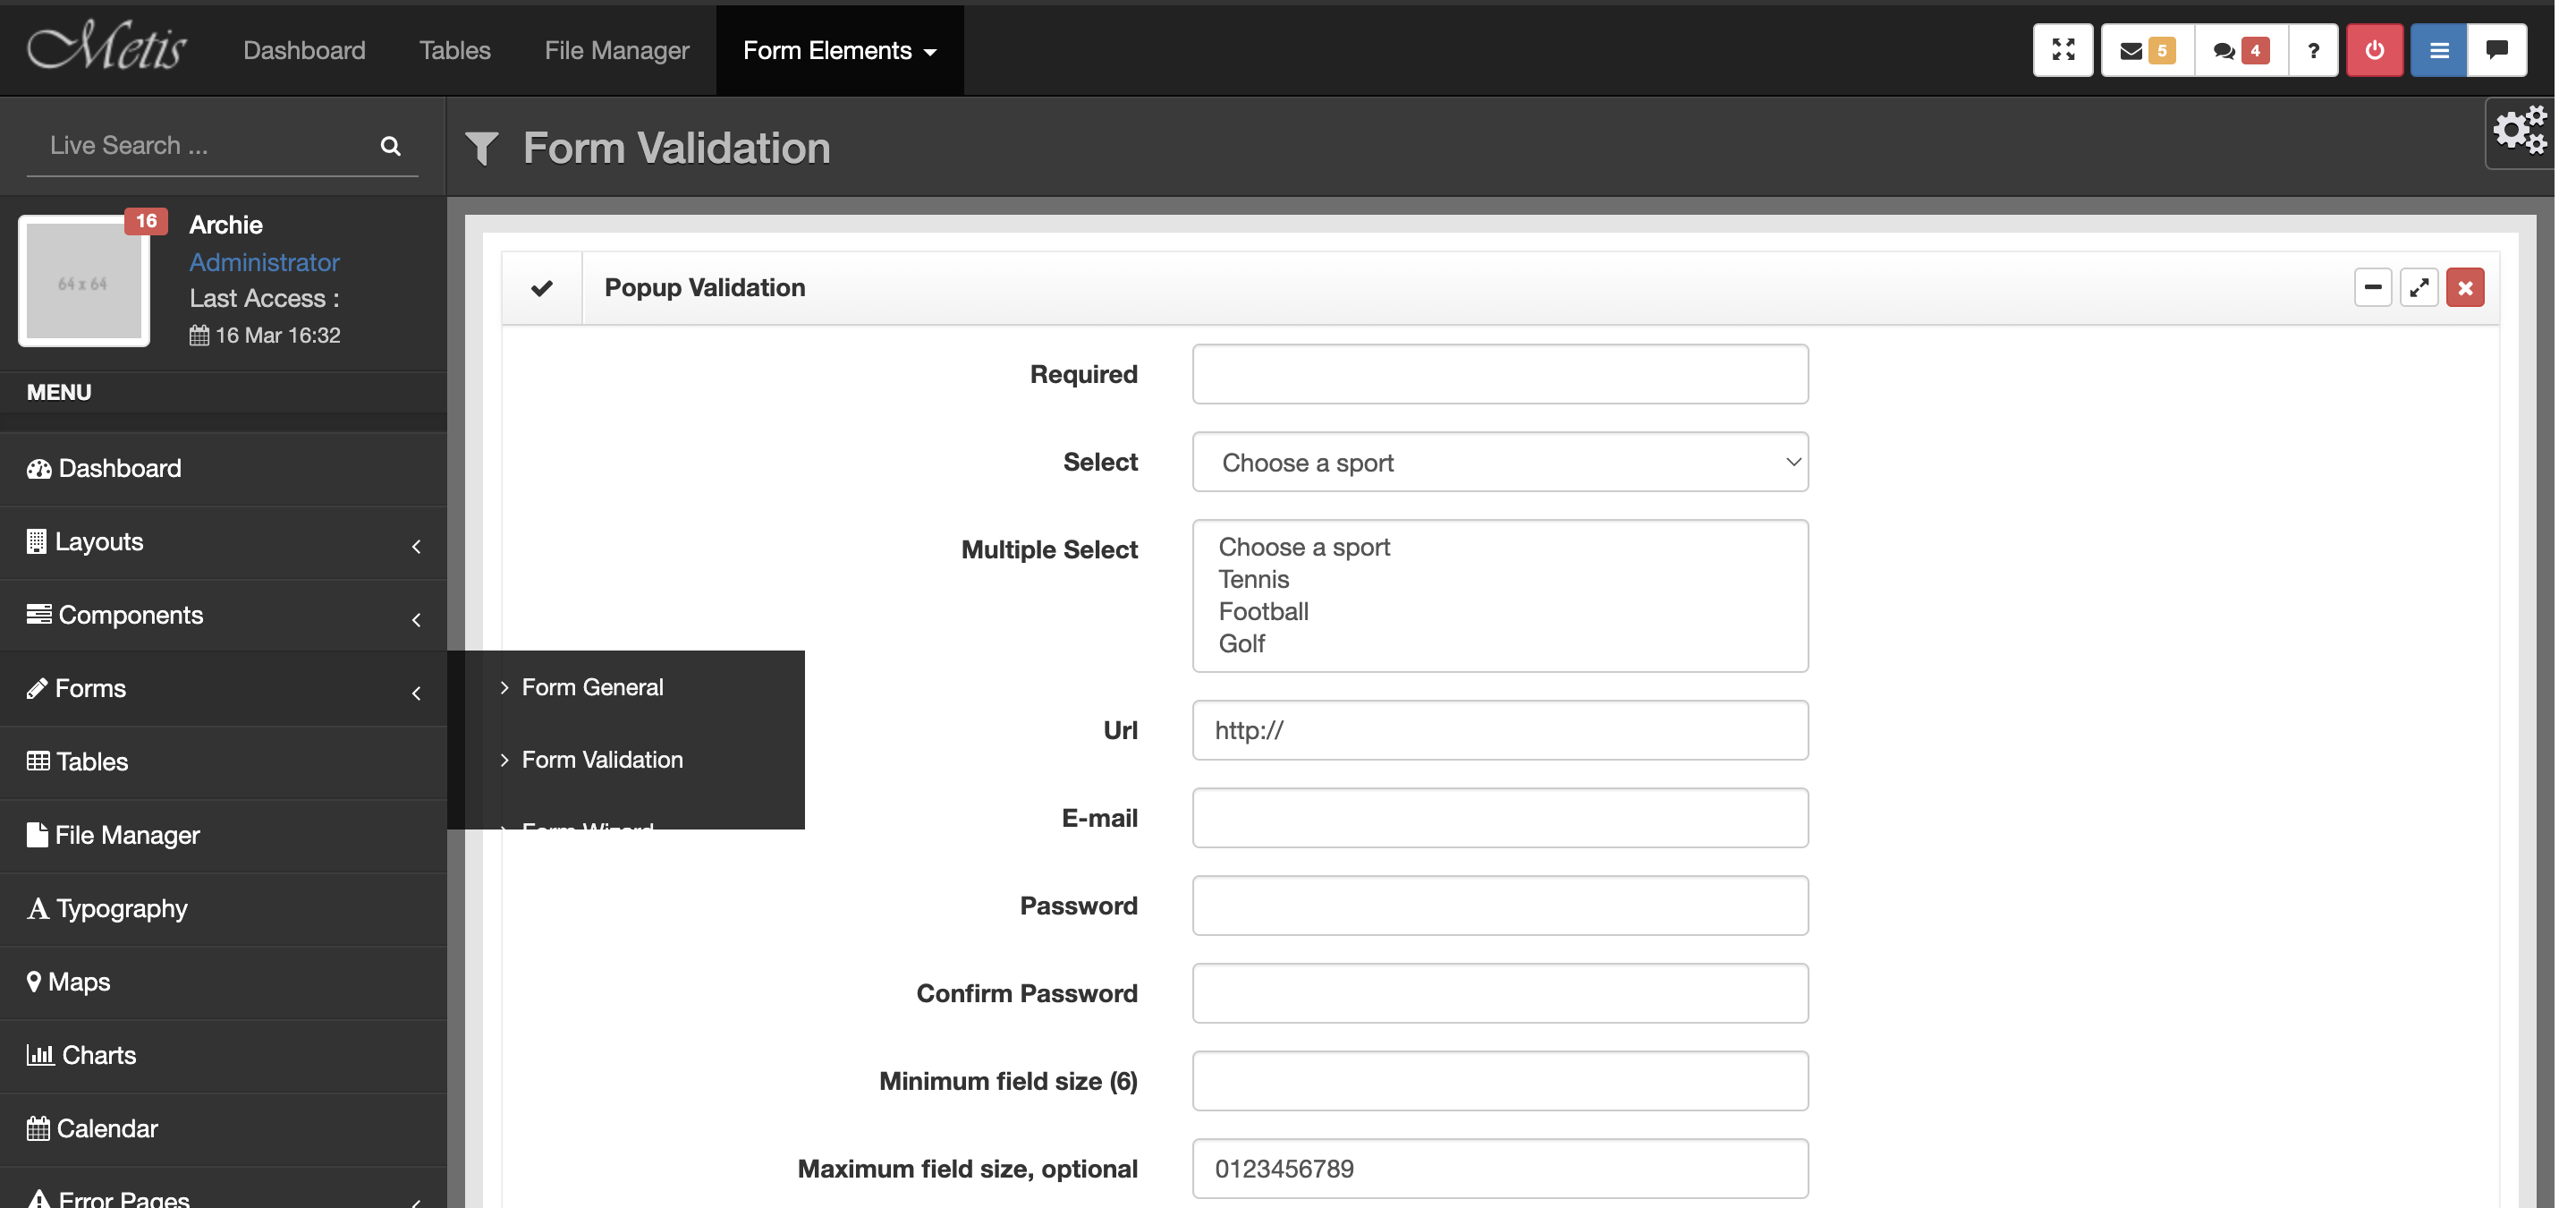 Metis
Dashboard
Tables
File Manager
Form Elements
5
4
?
Live Search ...
Form Validation
16
64 x 64
Archie
Administrator
Last Access :
16 Mar 16:32
MENU
Dashboard
Layouts
Components
Forms
Tables
File Manager
Typography
Maps
Charts
Calendar
Error Pages
Form General
Form Validation
Form Wizard
Popup Validation
Required
Select
Choose a sport
Multiple Select
Choose a sport
Tennis
Football
Golf
Url
http://
E-mail
Password
Confirm Password
Minimum field size (6)
Maximum field size, optional
0123456789